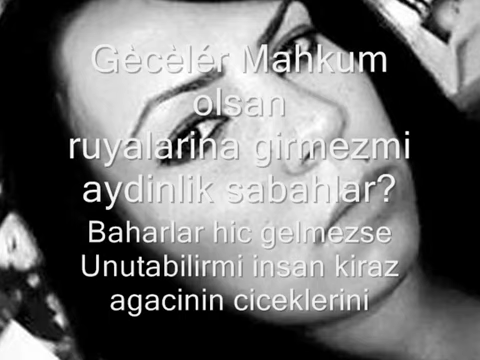 Gècèlér Mahkum
olsan
ruyalarina girmezmi
aydinlik sabahlar?
Baharlar hic gelmezse
Unutabilirmi insan kiraz
agacinin ciceklerini